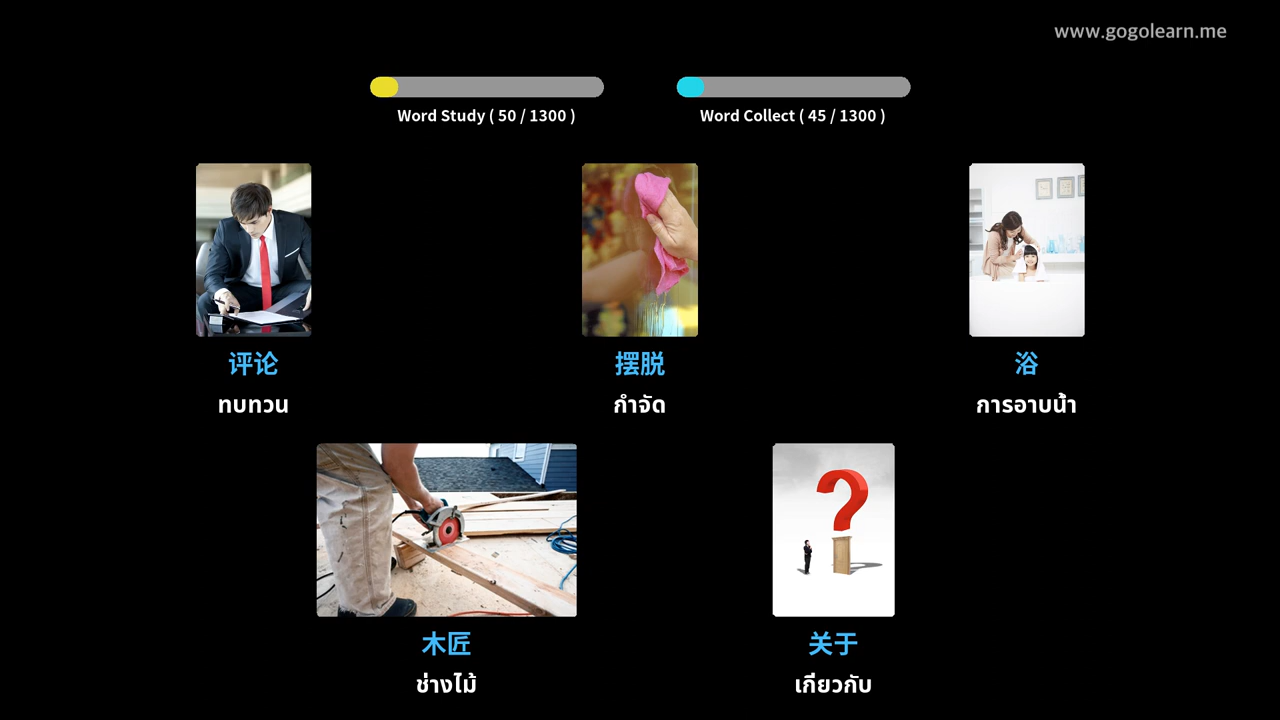 www.gogolearn.me
Word Study ( 50 / 1300 )
Word Collect ( 45 / 1300 )
评论
摆脱
浴
ทบทวน
กำจัด
การอาบน้ำ
木匠
关于
ช่างไม้
เกี่ยวกับ